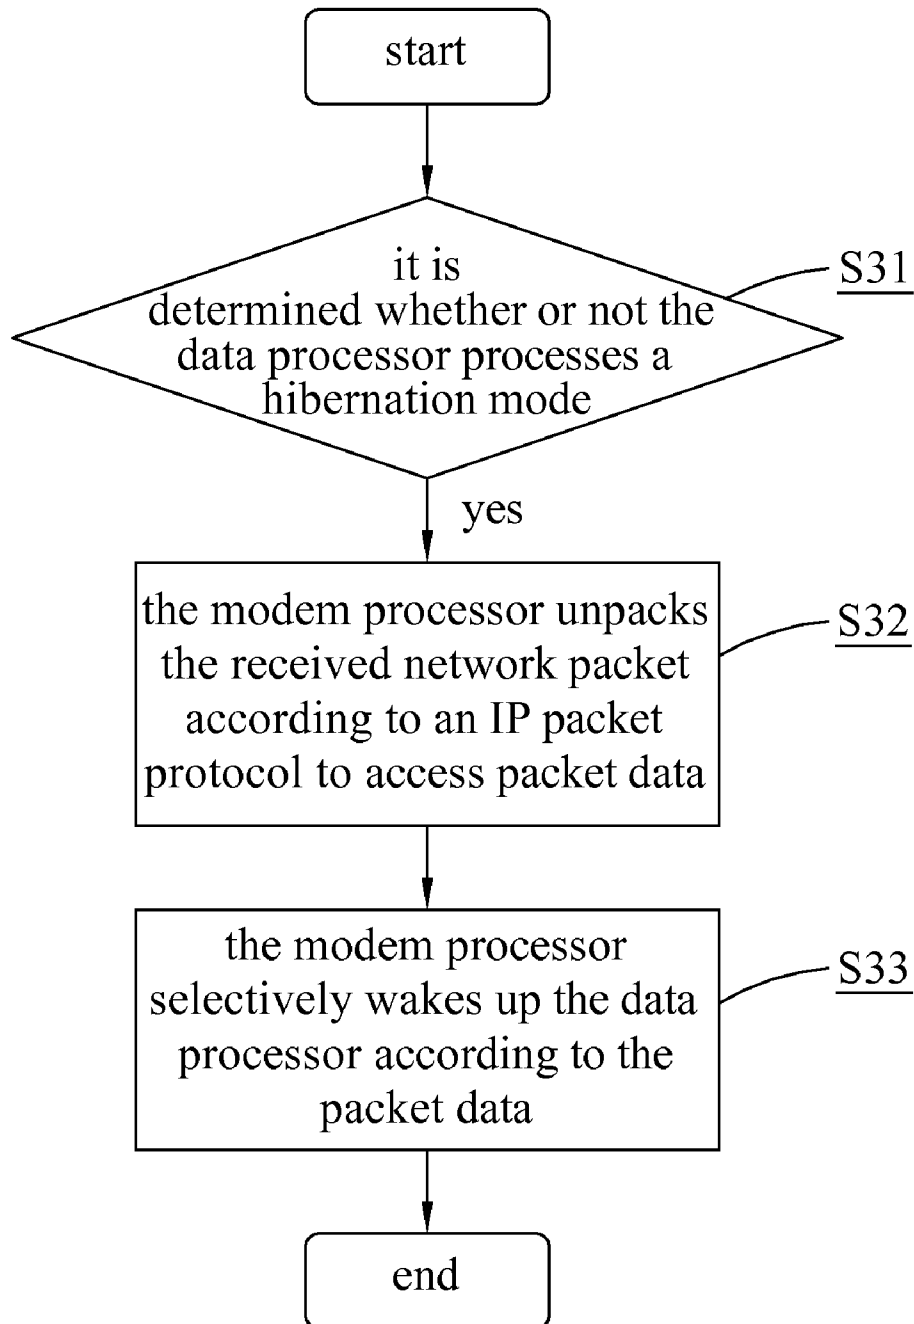 start
it is
determined whether or not the
data processor processes a
hibernation mode
S31
yes
the modem processor unpacks
the received network packet
according to an IP packet
protocol to access packet data
S32
the modem processor
selectively wakes up the data
processor according to the
packet data
S33
end